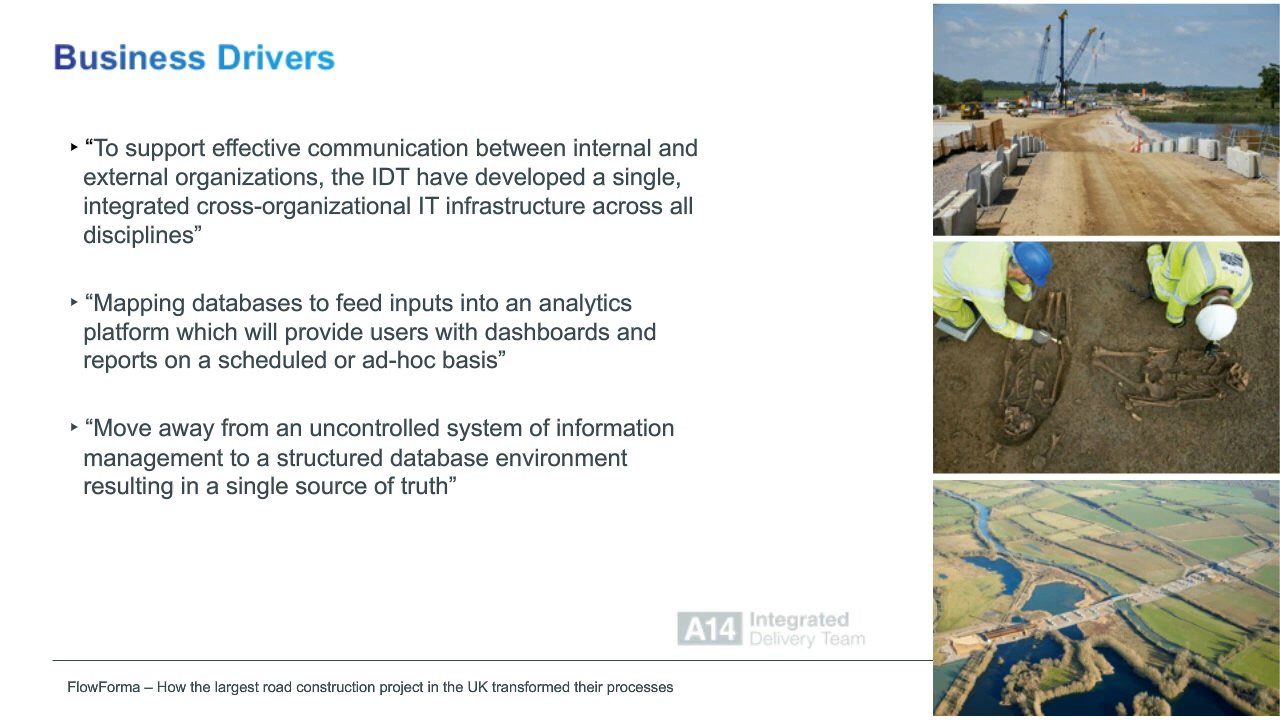 Business Drivers
‣ “To support effective communication between internal and
external organizations, the IDT have developed a single,
integrated cross-organizational IT infrastructure across all
disciplines”
‣ “Mapping databases to feed inputs into an analytics
platform which will provide users with dashboards and
reports on a scheduled or ad-hoc basis”
‣ “Move away from an uncontrolled system of information
management to a structured database environment
resulting in a single source of truth”
A14 Integrated
Delivery Team
FlowForma – How the largest road construction project in the UK transformed their processes